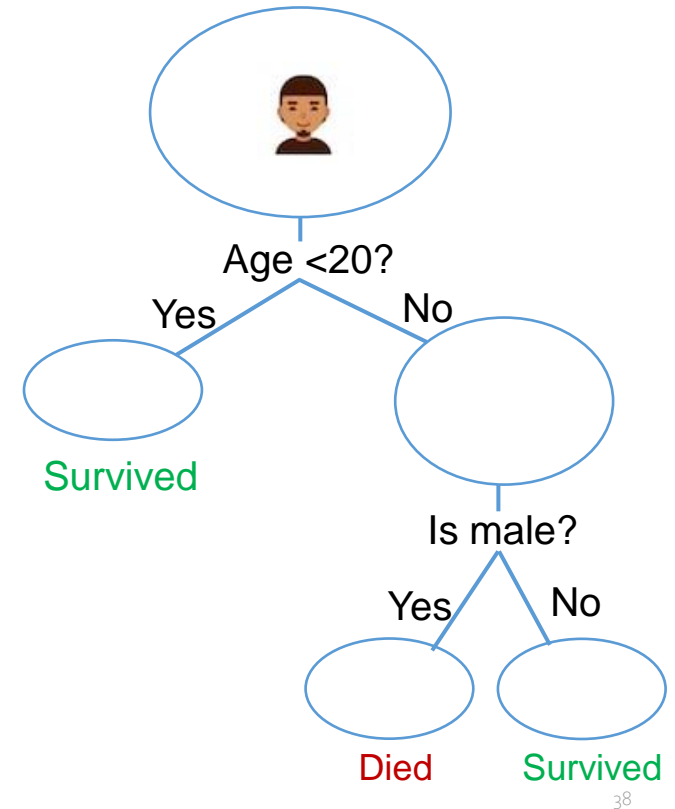 Age <20?
Yes
No
Survived
Is male?
Yes
No
Died
Survived
38